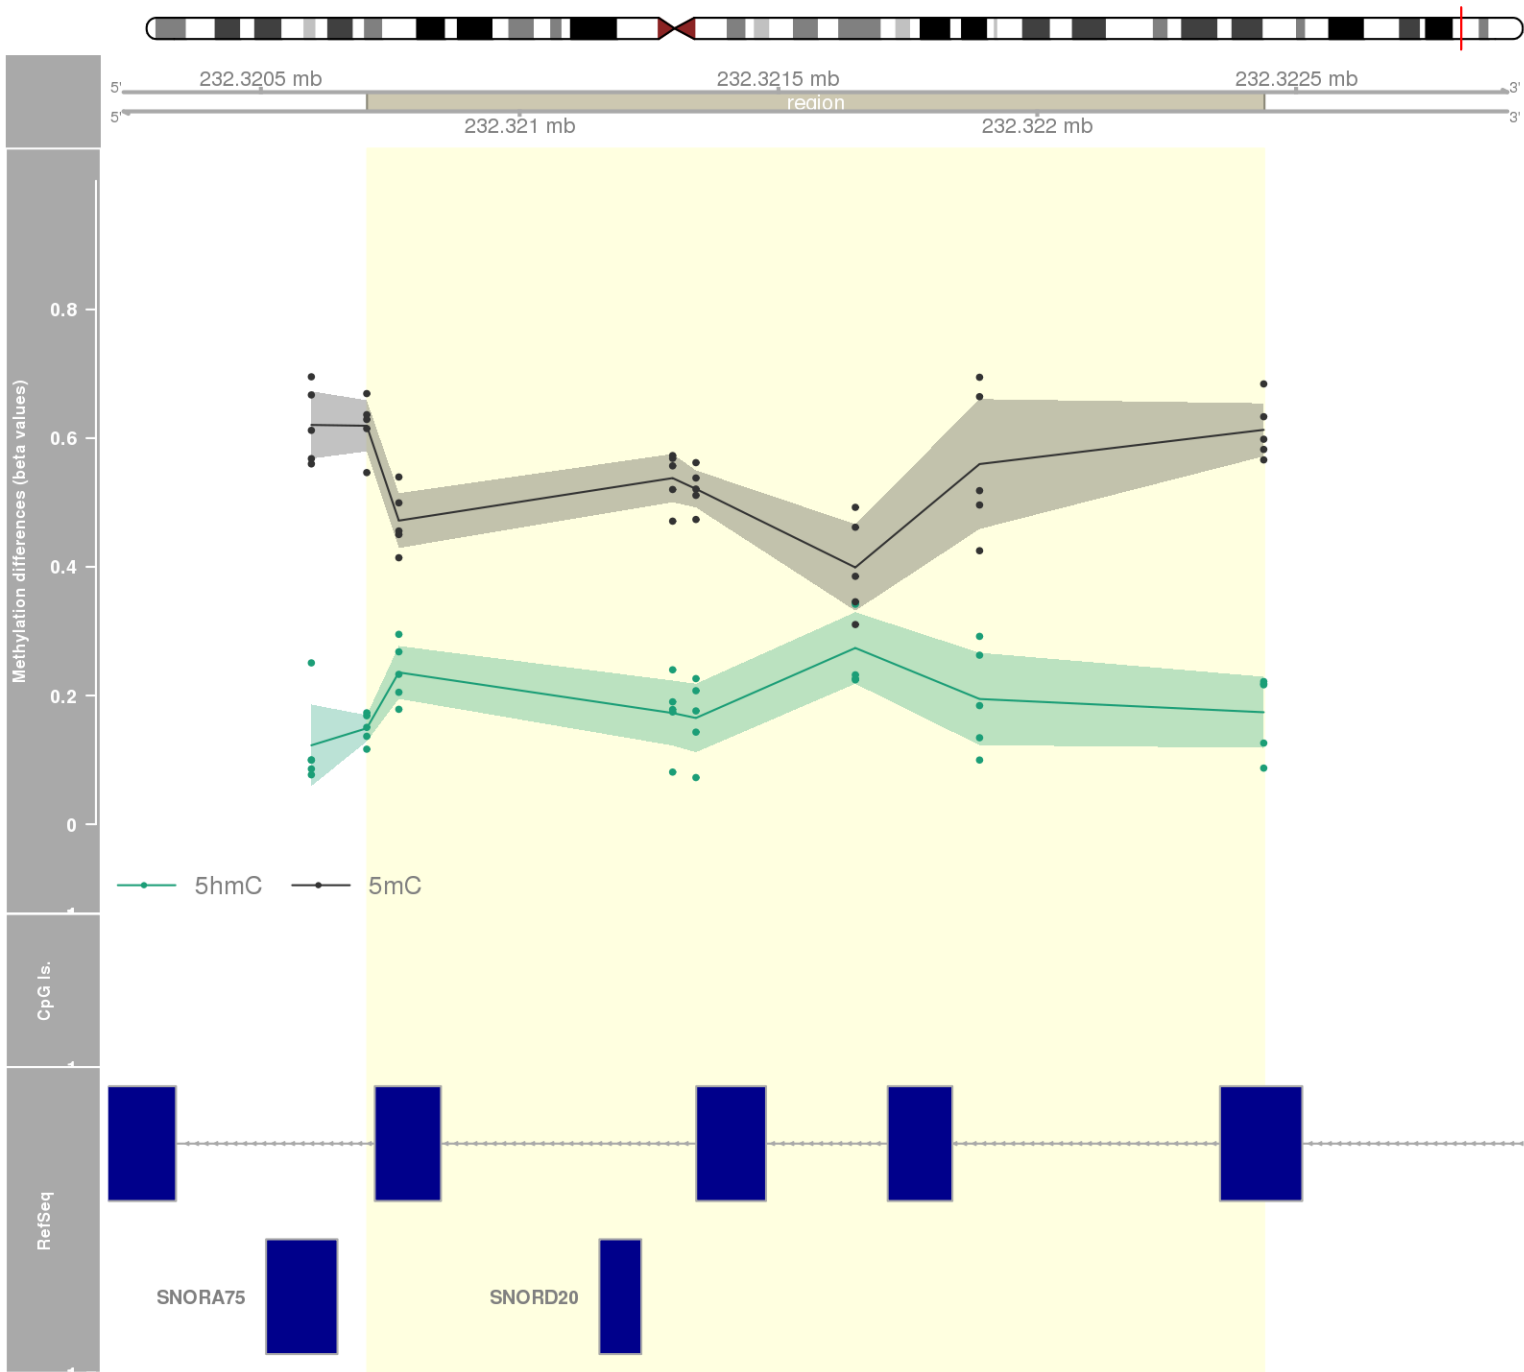 232.3205 mb 232.3215 mb 232.3225 mb
5' 3'
region
5' 3'
232.321 mb 232.322 mb
Methylation differences (beta values)
0.8
0.6
0.4
0.2
0
5hmC 5mC
CpG Is.
RefSeq
SNORA75 SNORD20